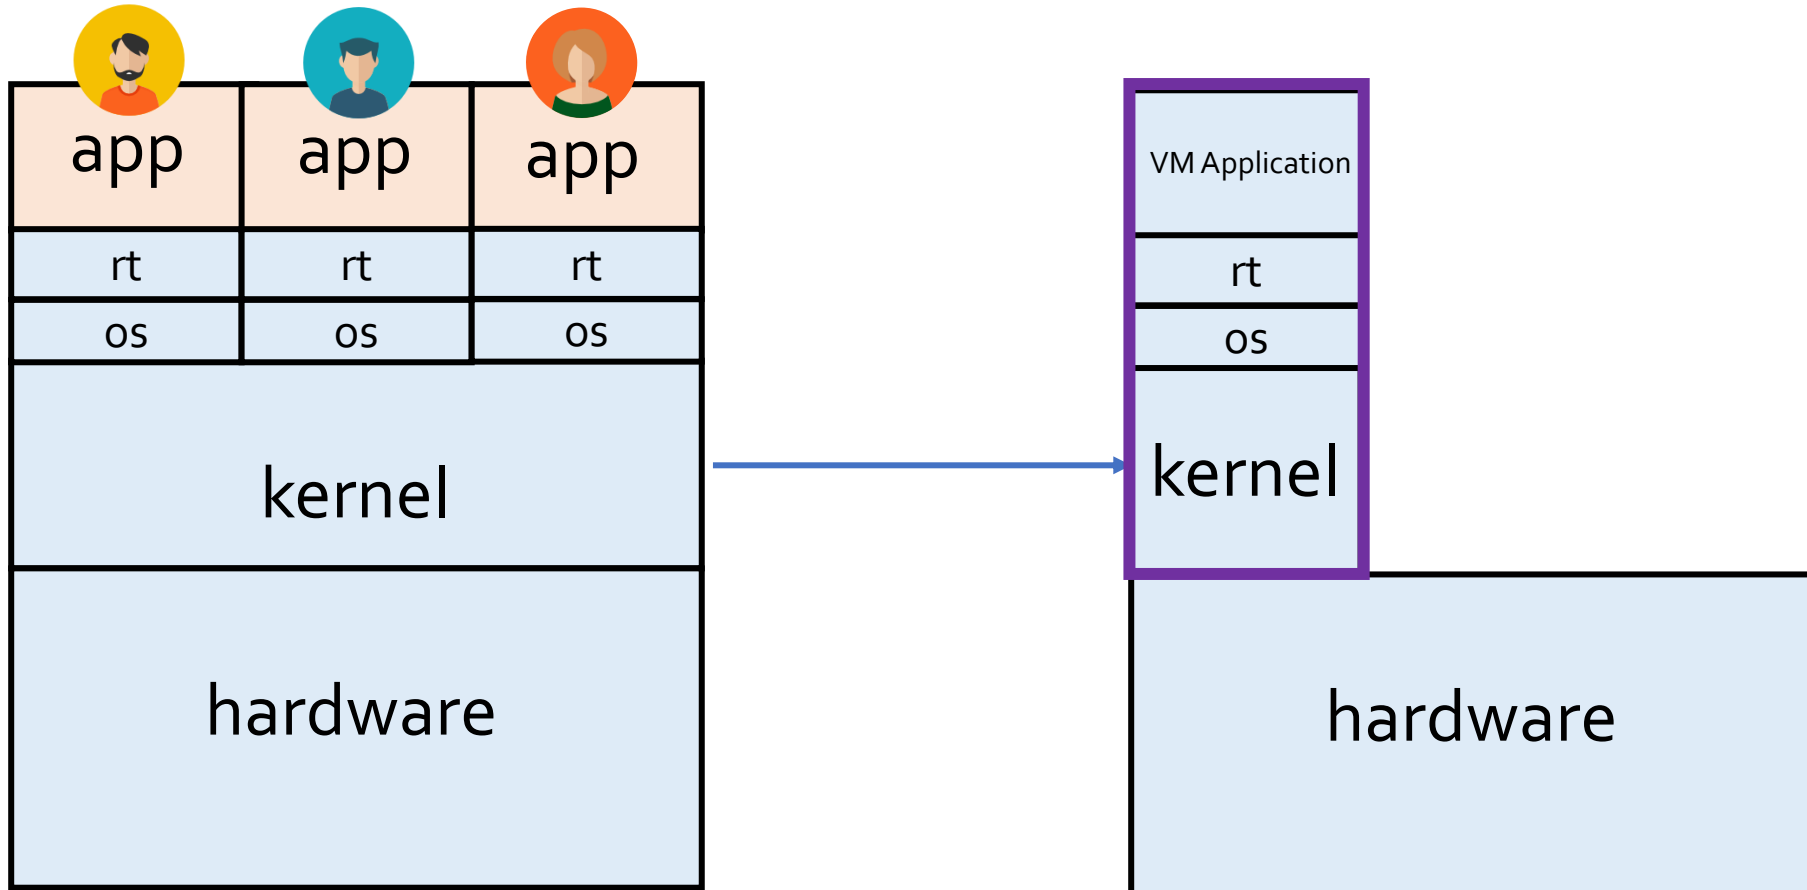 app app app
rt rt rt
os os os
kernel
hardware
VM Application
rt
os
kernel
hardware